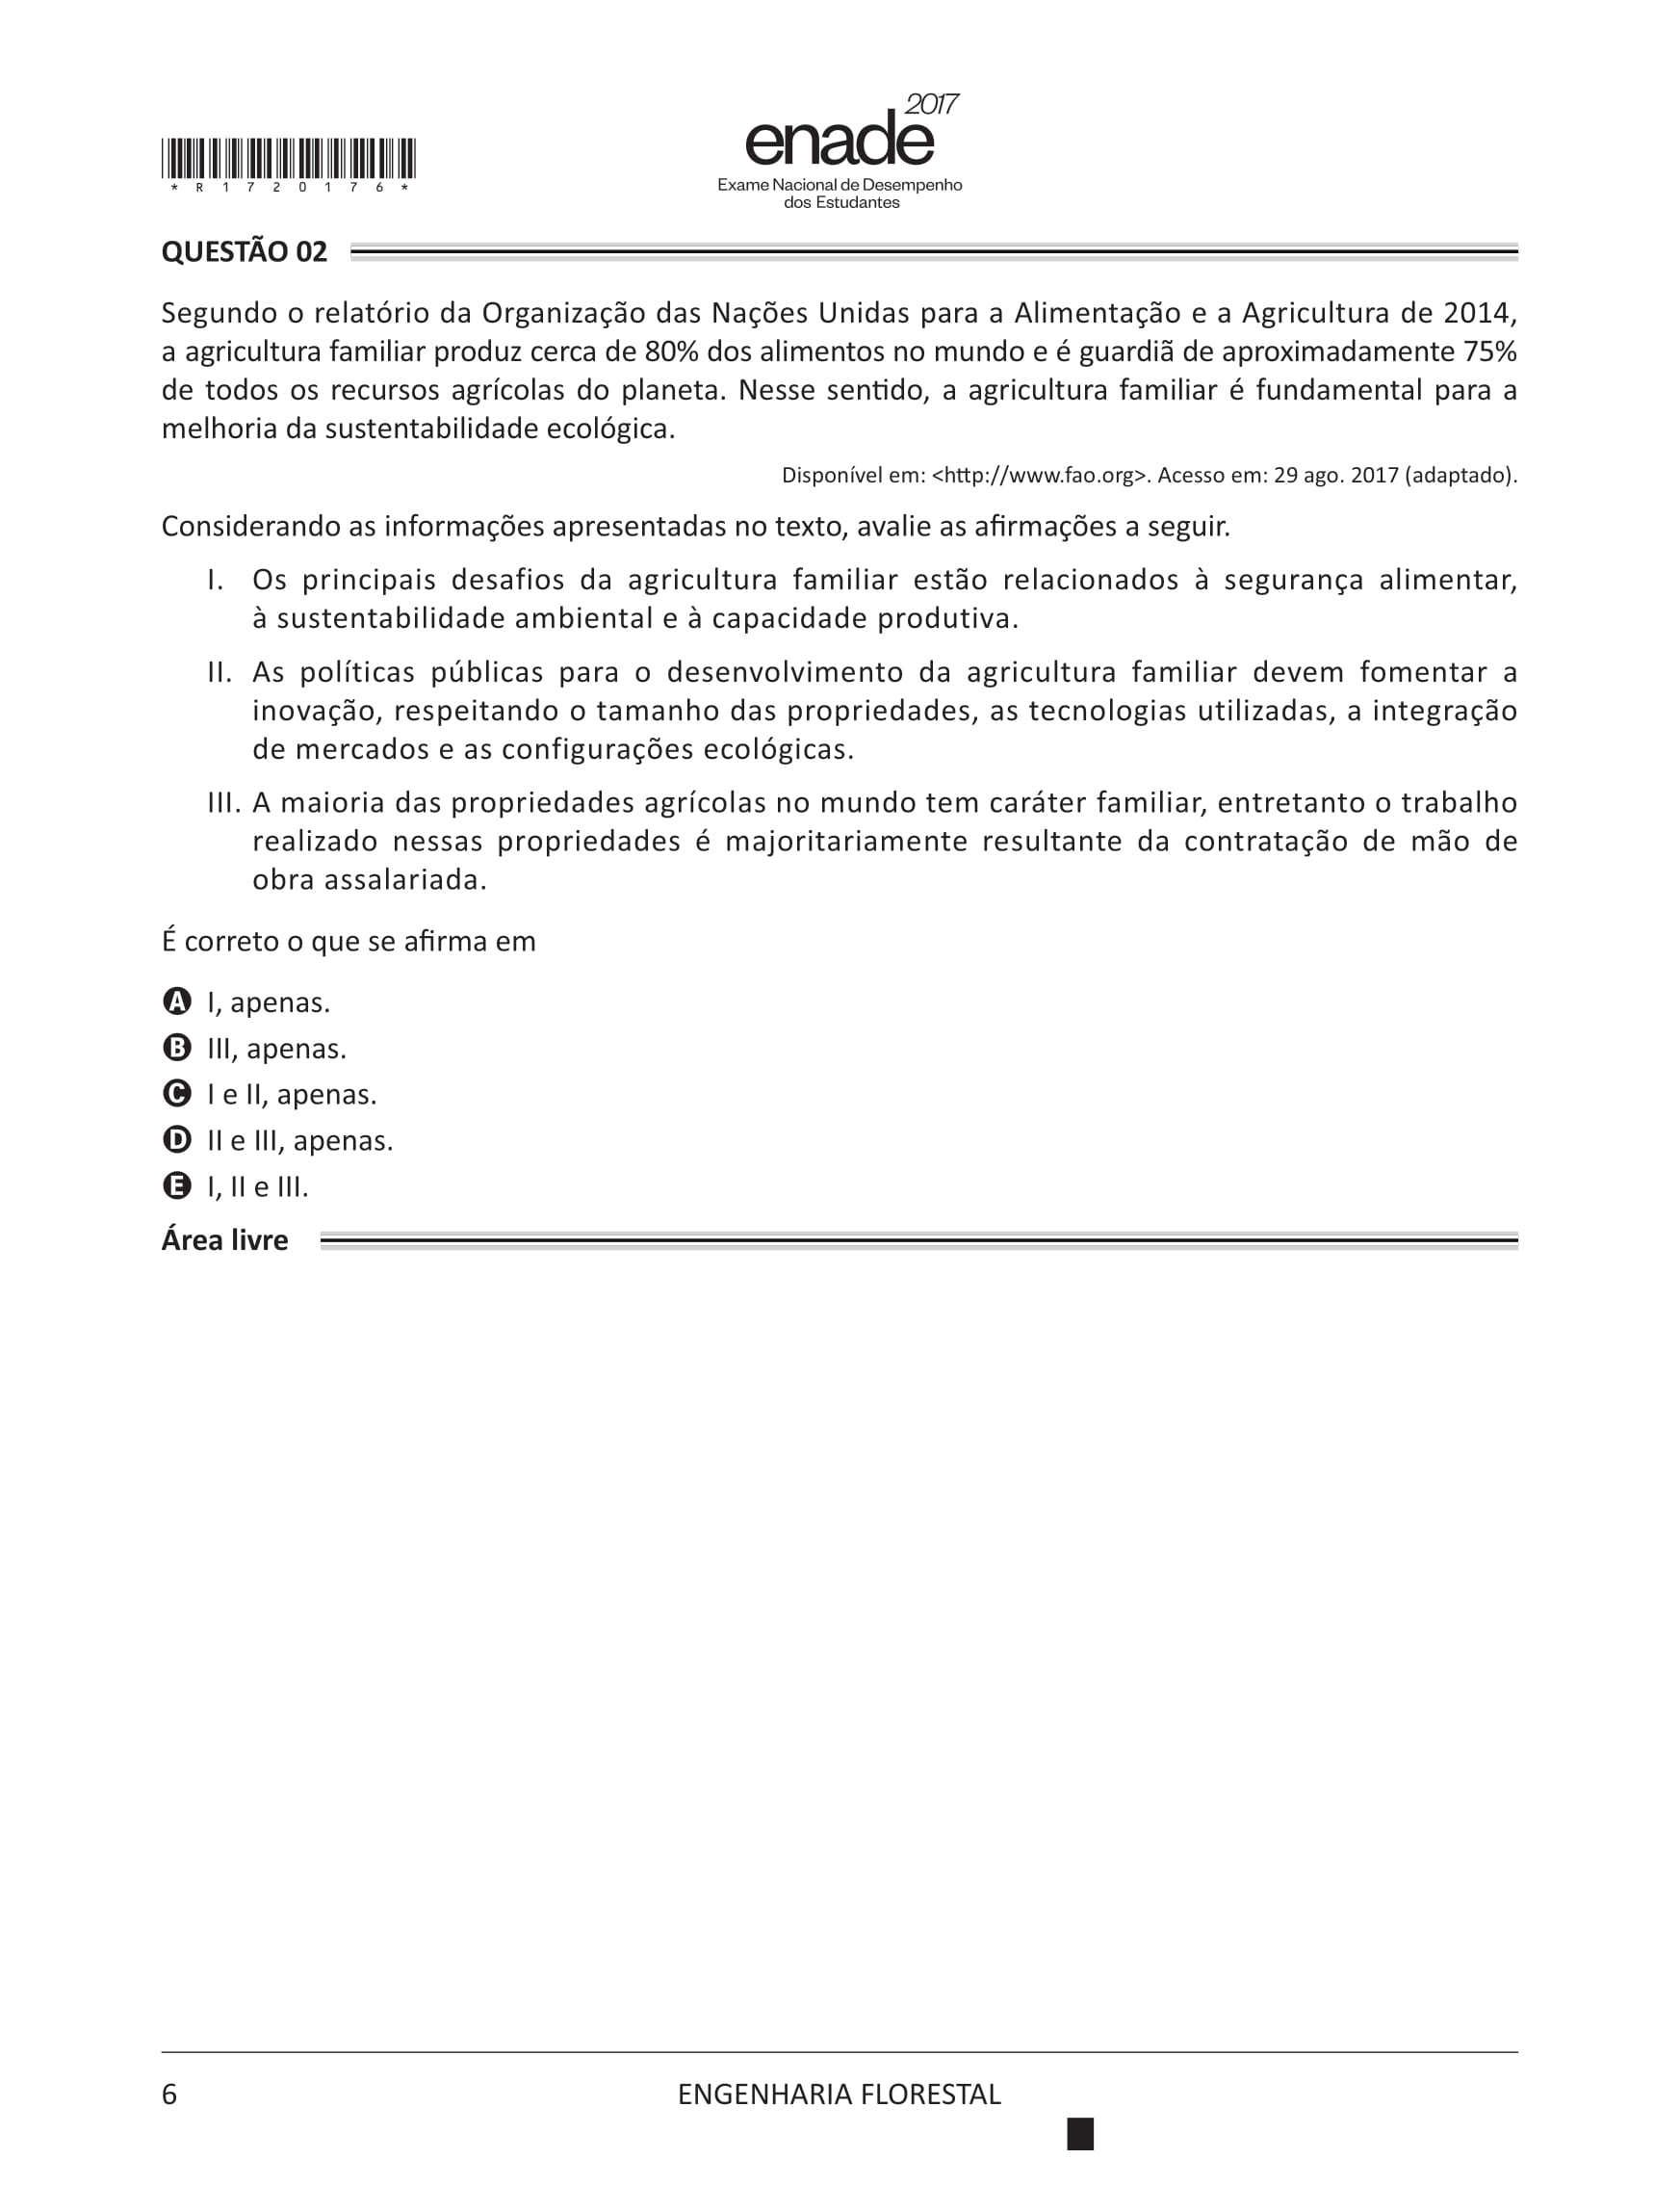 2017
enade
Exame Nacional de Desempenho
dos Estudantes
*R1720176*
QUESTÃO 02
Segundo o relatório da Organização das Nações Unidas para a Alimentação e a Agricultura de 2014,
a agricultura familiar produz cerca de 80% dos alimentos no mundo e é guardiã de aproximadamente 75%
de todos os recursos agrícolas do planeta. Nesse sentido, a agricultura familiar é fundamental para a
melhoria da sustentabilidade ecológica.
Disponível em: <http://www.fao.org>. Acesso em: 29 ago. 2017 (adaptado).
Considerando as informações apresentadas no texto, avalie as afirmações a seguir.
I. Os principais desafios da agricultura familiar estão relacionados à segurança alimentar,
à sustentabilidade ambiental e à capacidade produtiva.
II. As políticas públicas para o desenvolvimento da agricultura familiar devem fomentar a
inovação, respeitando o tamanho das propriedades, as tecnologias utilizadas, a integração
de mercados e as configurações ecológicas.
III. A maioria das propriedades agrícolas no mundo tem caráter familiar, entretanto o trabalho
realizado nessas propriedades é majoritariamente resultante da contratação de mão de
obra assalariada.
É correto o que se afirma em
A I, apenas.
B III, apenas.
C I e II, apenas.
D II e III, apenas.
E I, II e III.
Área livre
6
ENGENHARIA FLORESTAL